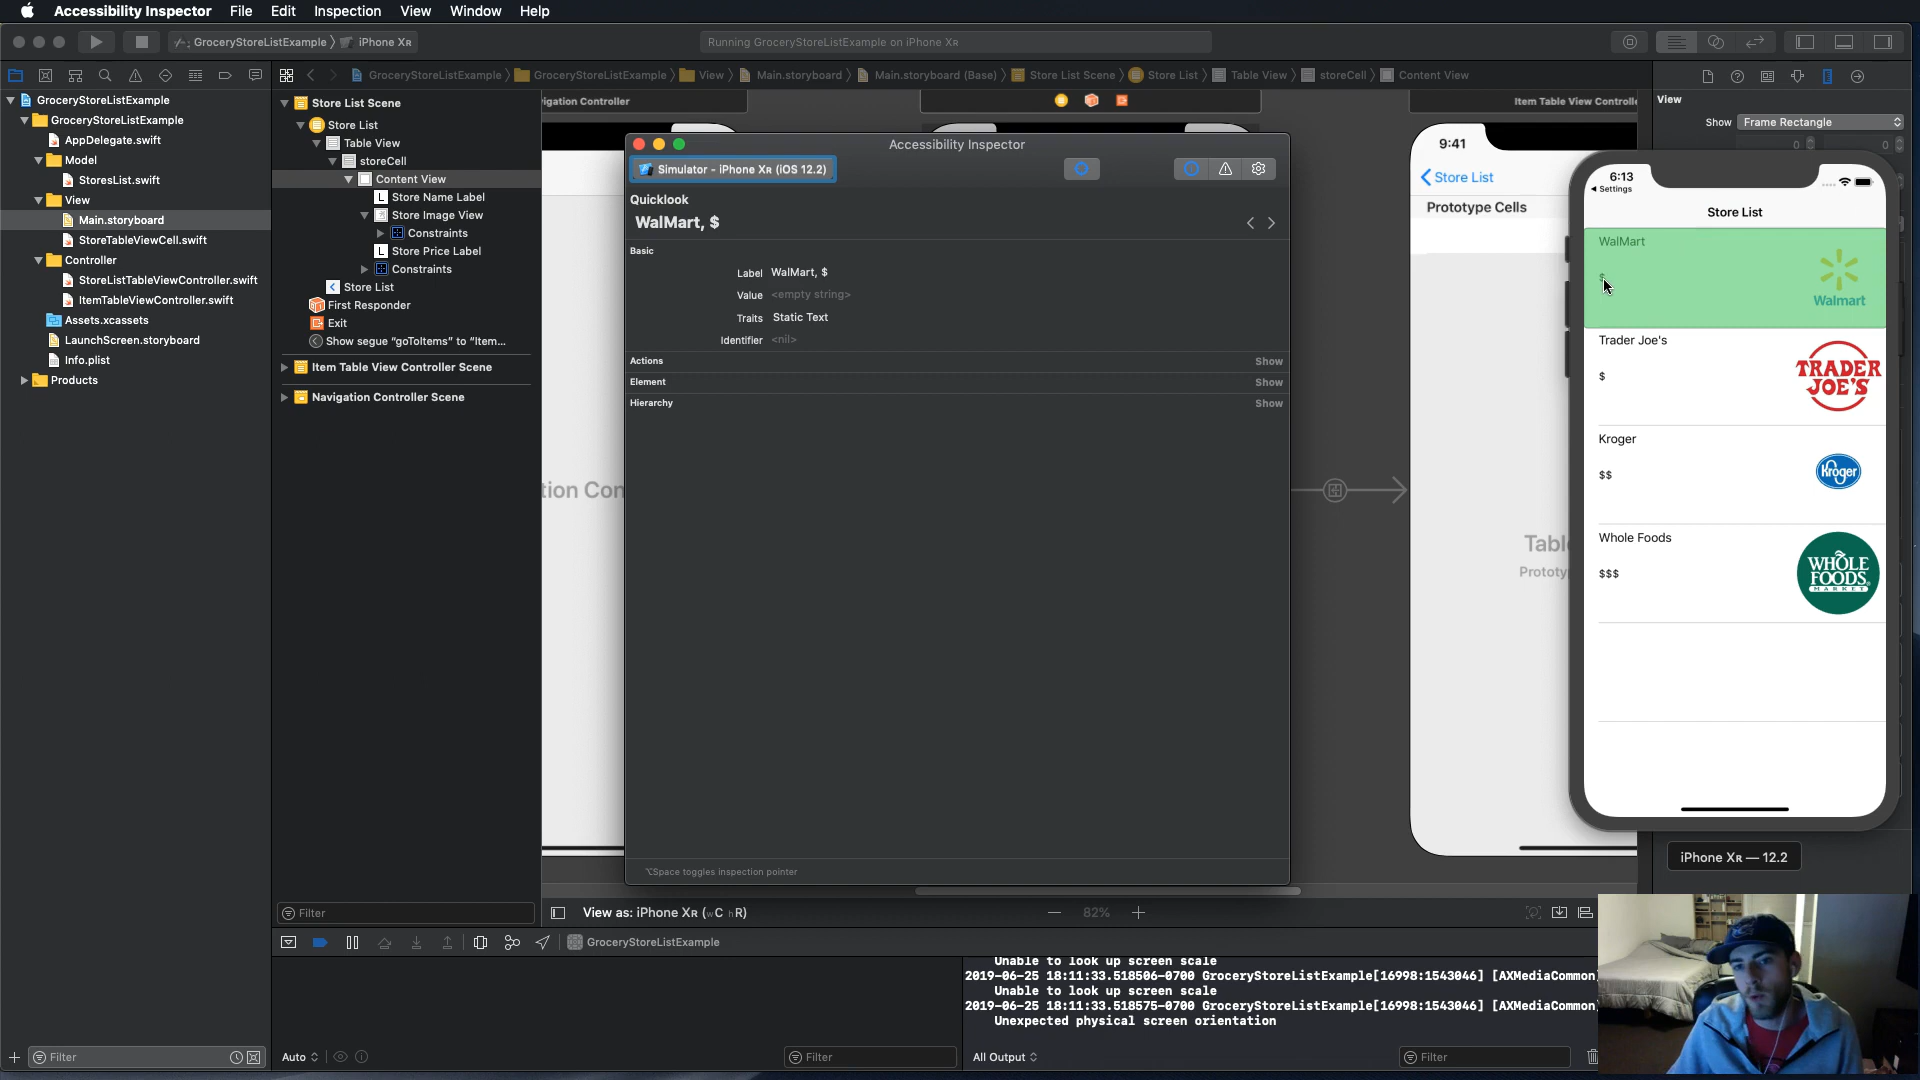 Accessibility Inspector File Edit Inspection View Window Help
GroceryStoreListExample iPhone XR
Running GroceryStoreListExample on iPhone XR
GroceryStoreListExample GroceryStoreListExample View Main.storyboard Main.storyboard (Base) Store List Scene Store List Table View storeCell Content View
GroceryStoreListExample
GroceryStoreListExample
AppDelegate.swift
Model
StoresList.swift
View
Main.storyboard
StoreTableViewCell.swift
Controller
StoreListTableViewController.swift
ItemTableViewController.swift
Assets.xcassets
LaunchScreen.storyboard
Info.plist
Products
Filter
Store List Scene
Store List
Table View
storeCell
Content View
L Store Name Label
Store Image View
Constraints
L Store Price Label
Constraints
Store List
First Responder
Exit
Show segue "goToItems" to "Item...
Item Table View Controller Scene
Navigation Controller Scene
Filter
igation Controller
tion Con
Accessibility Inspector
Simulator - iPhone XR (iOS 12.2)
Quicklook
WalMart, $
Basic
Label WalMart, $
Value <empty string>
Traits Static Text
Identifier <nil>
Actions Show
Element Show
Hierarchy Show
⌥Space toggles inspection pointer
Item Table View Controlle
9:41
Store List
Prototype Cells
Tabl
Prototyp
View
Show Frame Rectangle
0 0
6:13
Settings
Store List
WalMart
$
Walmart
Trader Joe's
$
TRADER JOE'S
Kroger
$$
Kroger
Whole Foods
$$$
WHOLE FOODS MARKET
iPhone XR — 12.2
View as: iPhone XR (wC hR)
82%
GroceryStoreListExample
Unable to look up screen scale
2019-06-25 18:11:33.518506-0700 GroceryStoreListExample[16998:1543046] [AXMediaCommon]
Unable to look up screen scale
2019-06-25 18:11:33.518575-0700 GroceryStoreListExample[16998:1543046] [AXMediaCommon]
Unexpected physical screen orientation
Auto
Filter
All Output
Filter